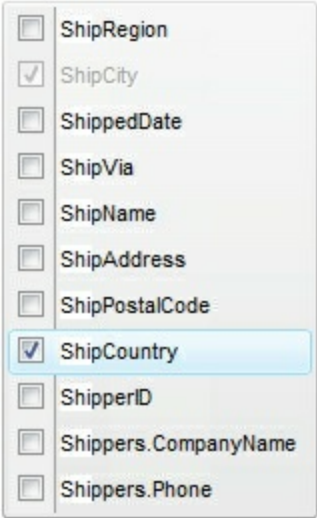 ShipRegion
ShipCity
ShippedDate
ShipVia
ShipName
ShipAddress
ShipPostalCode
ShipCountry
ShipperID
Shippers.CompanyName
Shippers.Phone